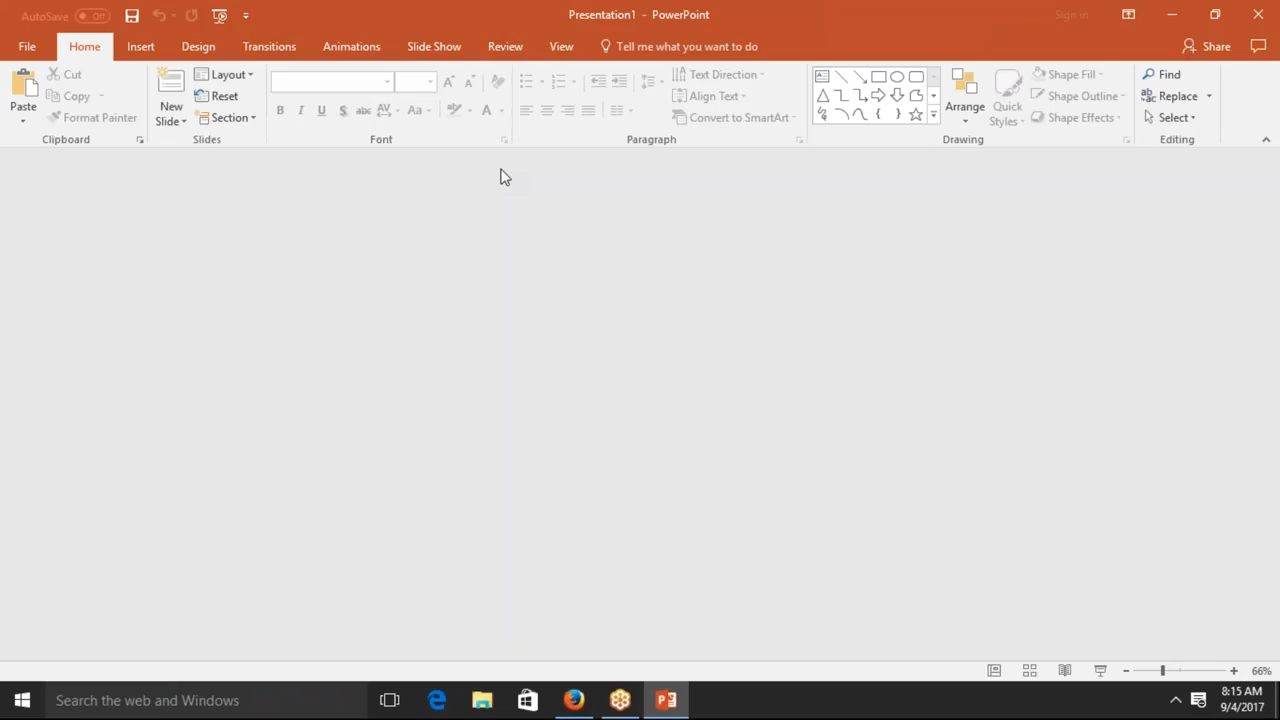 AutoSave Off Presentation1 - PowerPoint Sign in
File Home Insert Design Transitions Animations Slide Show Review View Tell me what you want to do Share
Paste Cut Copy Format Painter
New Slide Layout Reset Section
B I U S abc AV Aa A
Text Direction Align Text Convert to SmartArt
Arrange Quick Styles Shape Fill Shape Outline Shape Effects
Find Replace Select
Clipboard Slides Font Paragraph Drawing Editing
66%
Search the web and Windows
8:15 AM
9/4/2017